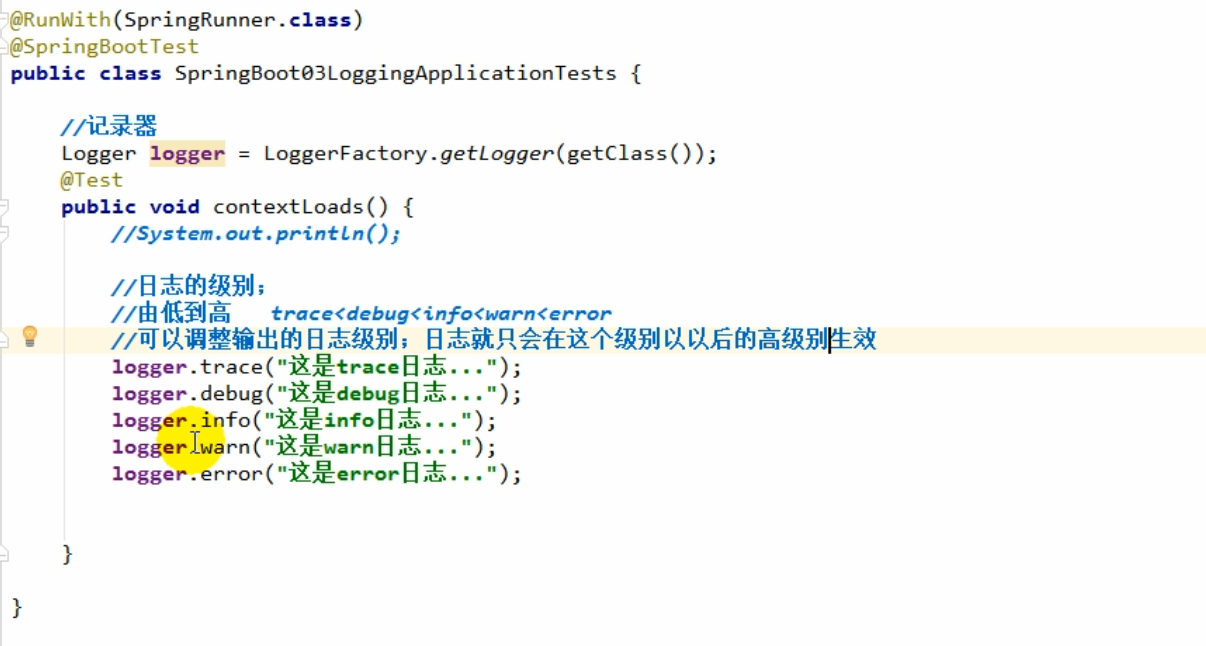 @RunWith(SpringRunner.class)
@SpringBootTest
public class SpringBoot03LoggingApplicationTests {
//记录器
Logger logger = LoggerFactory.getLogger(getClass());
@Test
public void contextLoads() {
//System.out.println();
//日志的级别；
//由低到高   trace<debug<info<warn<error
//可以调整输出的日志级别；日志就只会在这个级别以以后的高级别生效
logger.trace("这是trace日志...");
logger.debug("这是debug日志...");
logger.info("这是info日志...");
logger.warn("这是warn日志...");
logger.error("这是error日志...");
}
}